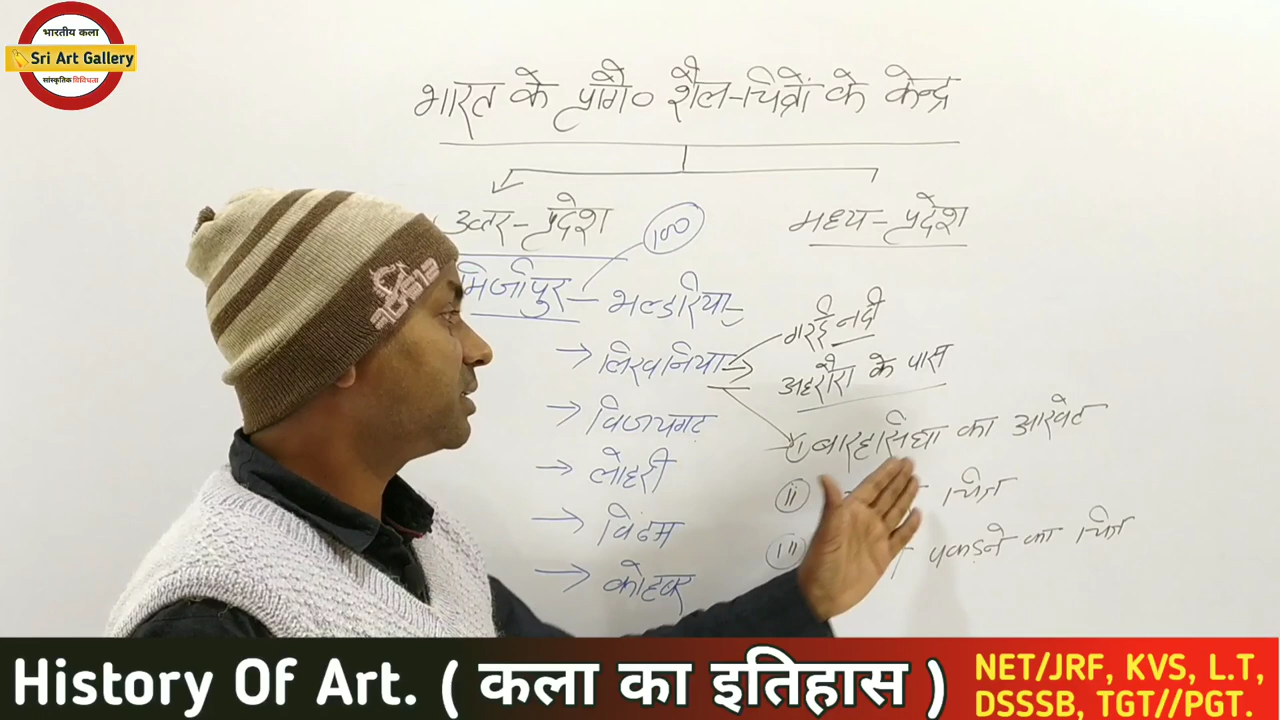 भारतीय कला
Sri Art Gallery
सांस्कृतिक विविधता
भारत के प्रागै० शैल-चित्रों के केन्द्र
उत्तर-प्रदेश
100
मध्य-प्रदेश
मिर्जापुर - भल्डारिया -
→ लिखनिया →
गरई नदी
अहरौरा के पास
→ विजयगढ़
(i) बारहसिंघा का आखेट
→ लोहरी
(ii) चित्र
→ विंढम
(iii) पकड़ने का चित्र
→ कोहबर
History Of Art. ( कला का इतिहास )
NET/JRF, KVS, L.T,
DSSSB, TGT//PGT.